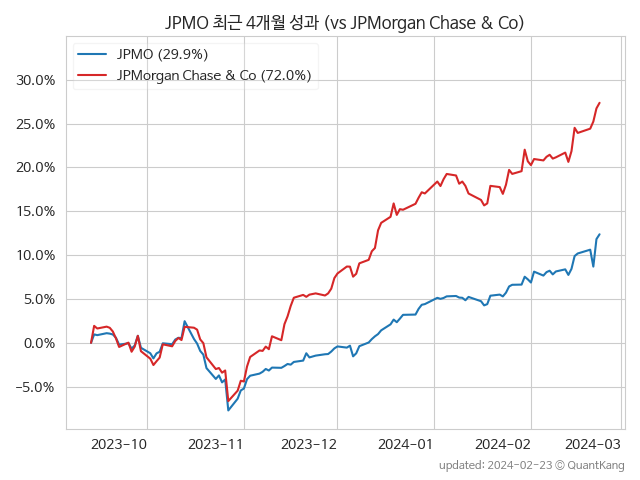 JPMO 최근 4개월 성과 (vs JPMorgan Chase & Co)
JPMO (29.9%)
JPMorgan Chase & Co (72.0%)
30.0%
25.0%
20.0%
15.0%
10.0%
5.0%
0.0%
−5.0%
2023-10 2023-11 2023-12 2024-01 2024-02 2024-03
updated: 2024-02-23 © QuantKang